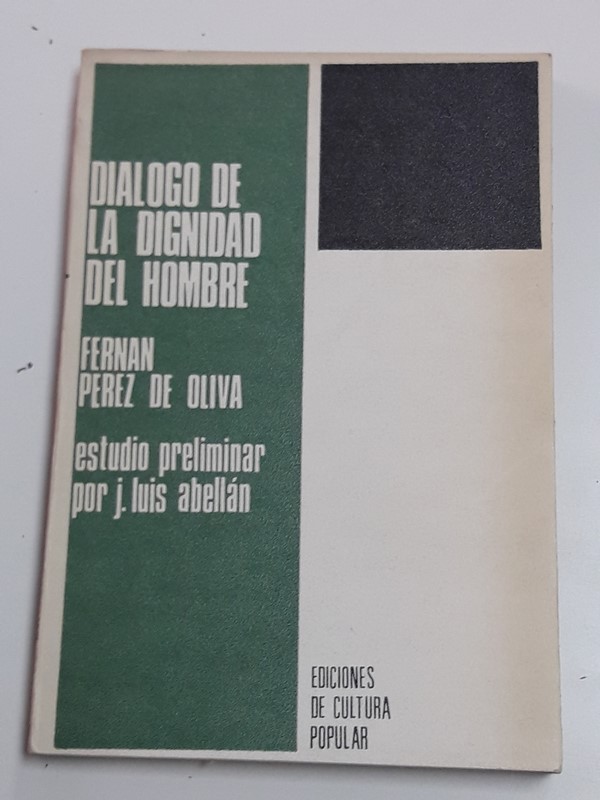 DIALOGO DE
LA DIGNIDAD
DEL HOMBRE
FERNAN
PEREZ DE OLIVA
estudio preliminar
por j. luis abellán
EDICIONES
DE CULTURA
POPULAR